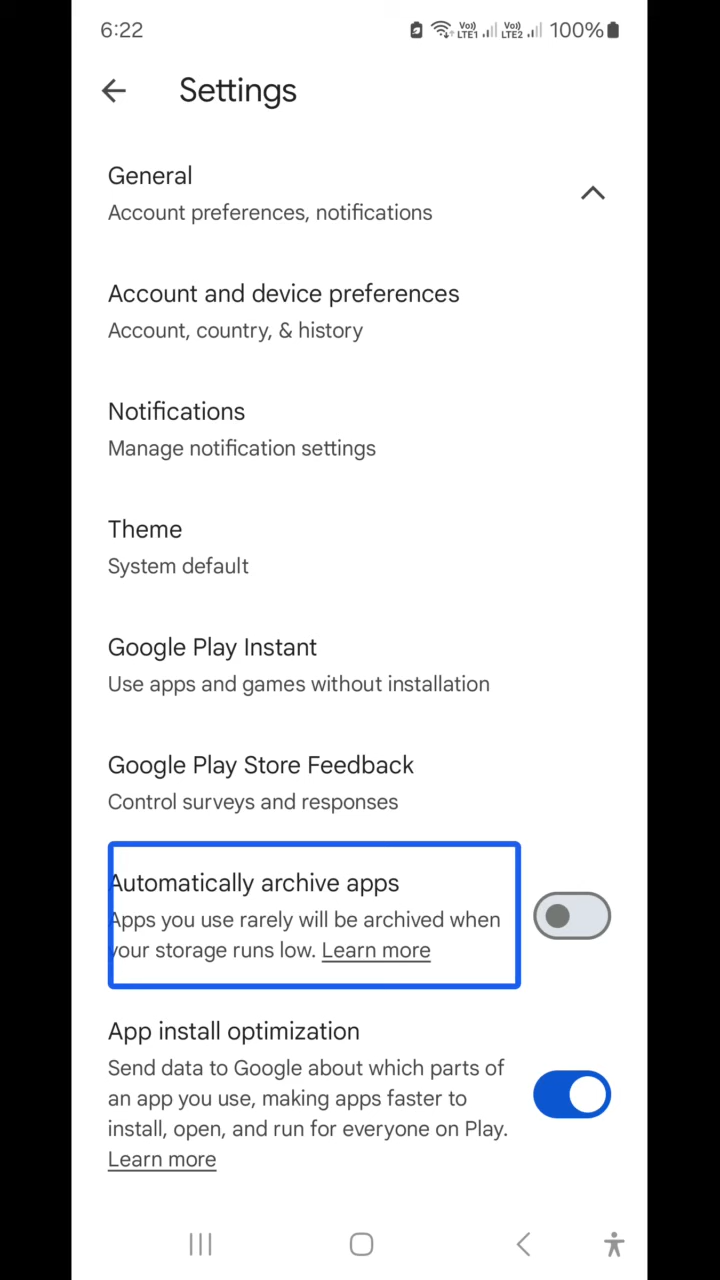 6:22 Vo)) LTE1 Vo)) LTE2 100%
Settings
General
Account preferences, notifications
Account and device preferences
Account, country, & history
Notifications
Manage notification settings
Theme
System default
Google Play Instant
Use apps and games without installation
Google Play Store Feedback
Control surveys and responses
Automatically archive apps
Apps you use rarely will be archived when
your storage runs low. Learn more
App install optimization
Send data to Google about which parts of
an app you use, making apps faster to
install, open, and run for everyone on Play.
Learn more